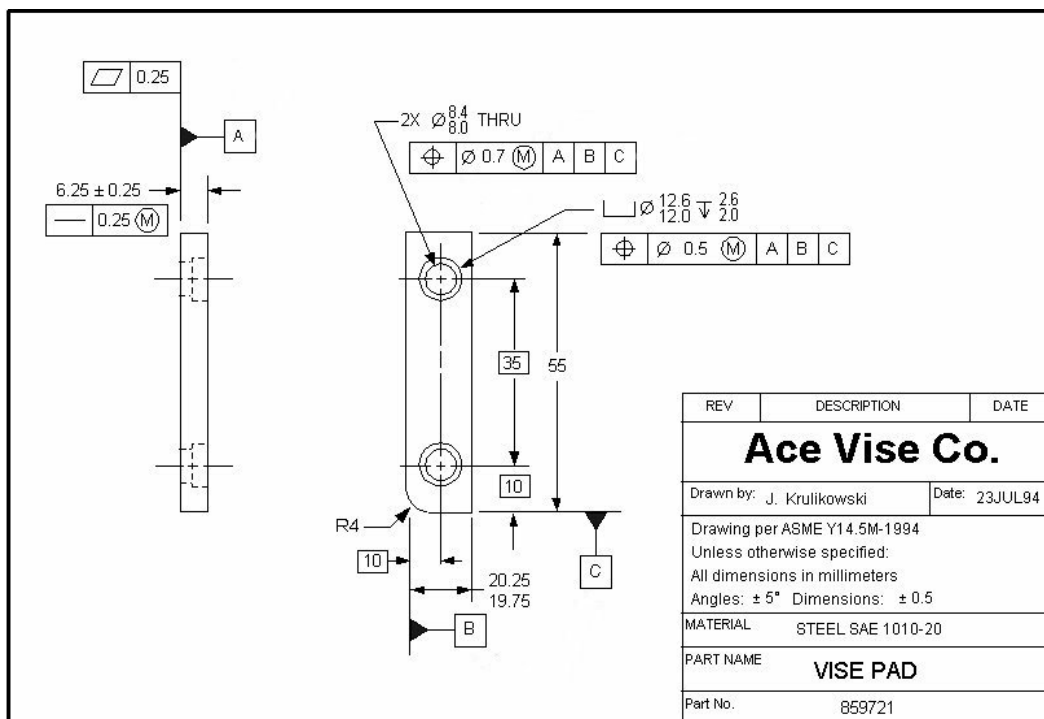 0.25
A
6.25 ± 0.25
0.25 Ⓜ
2X Ø 8.4 THRU
8.0
⌖ Ø 0.7 Ⓜ A B C
⌴ Ø 12.6 ↧ 2.6
12.0 2.0
⌖ Ø 0.5 Ⓜ A B C
35
55
10
R4
10
20.25
19.75
B
C
REV DESCRIPTION DATE
Ace Vise Co.
Drawn by: J. Krulikowski Date: 23JUL94
Drawing per ASME Y14.5M-1994
Unless otherwise specified:
All dimensions in millimeters
Angles: ± 5° Dimensions: ± 0.5
MATERIAL STEEL SAE 1010-20
PART NAME VISE PAD
Part No. 859721